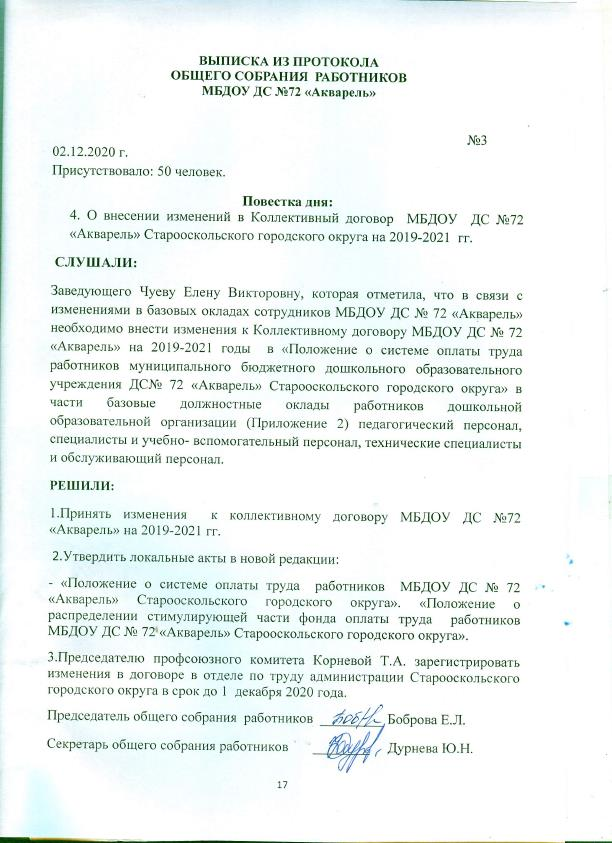 ВЫПИСКА ИЗ ПРОТОКОЛА
ОБЩЕГО СОБРАНИЯ РАБОТНИКОВ
МБДОУ ДС №72 «Акварель»
№3
02.12.2020 г.
Присутствовало: 50 человек.
Повестка дня:
4. О внесении изменений в Коллективный договор МБДОУ ДС №72
«Акварель» Старооскольского городского округа на 2019-2021 гг.
СЛУШАЛИ:
Заведующего Чуеву Елену Викторовну, которая отметила, что в связи с
изменениями в базовых окладах сотрудников МБДОУ ДС № 72 «Акварель»
необходимо внести изменения к Коллективному договору МБДОУ ДС № 72
«Акварель» на 2019-2021 годы в «Положение о системе оплаты труда
работников муниципального бюджетного дошкольного образовательного
учреждения ДС№ 72 «Акварель» Старооскольского городского округа» в
части базовые должностные оклады работников дошкольной
образовательной организации (Приложение 2) педагогический персонал,
специалисты и учебно- вспомогательный персонал, технические специалисты
и обслуживающий персонал.
РЕШИЛИ:
1.Принять изменения к коллективному договору МБДОУ ДС №72
«Акварель» на 2019-2021 гг.
2.Утвердить локальные акты в новой редакции:
- «Положение о системе оплаты труда работников МБДОУ ДС № 72
«Акварель» Старооскольского городского округа». «Положение о
распределении стимулирующей части фонда оплаты труда работников
МБДОУ ДС № 72 «Акварель» Старооскольского городского округа».
3.Председателю профсоюзного комитета Корневой Т.А. зарегистрировать
изменения в договоре в отделе по труду администрации Старооскольского
городского округа в срок до 1 декабря 2020 года.
Председатель общего собрания работников Боброва Е.Л.
Секретарь общего собрания работников Дурнева Ю.Н.
17